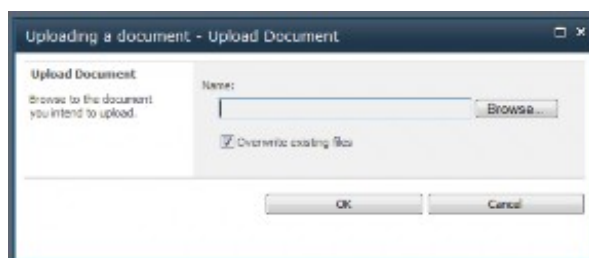 Uploading a document - Upload Document
Upload Document
Browse to the document
you intend to upload.
Name:
Browse...
Overwrite existing files
OK
Cancel